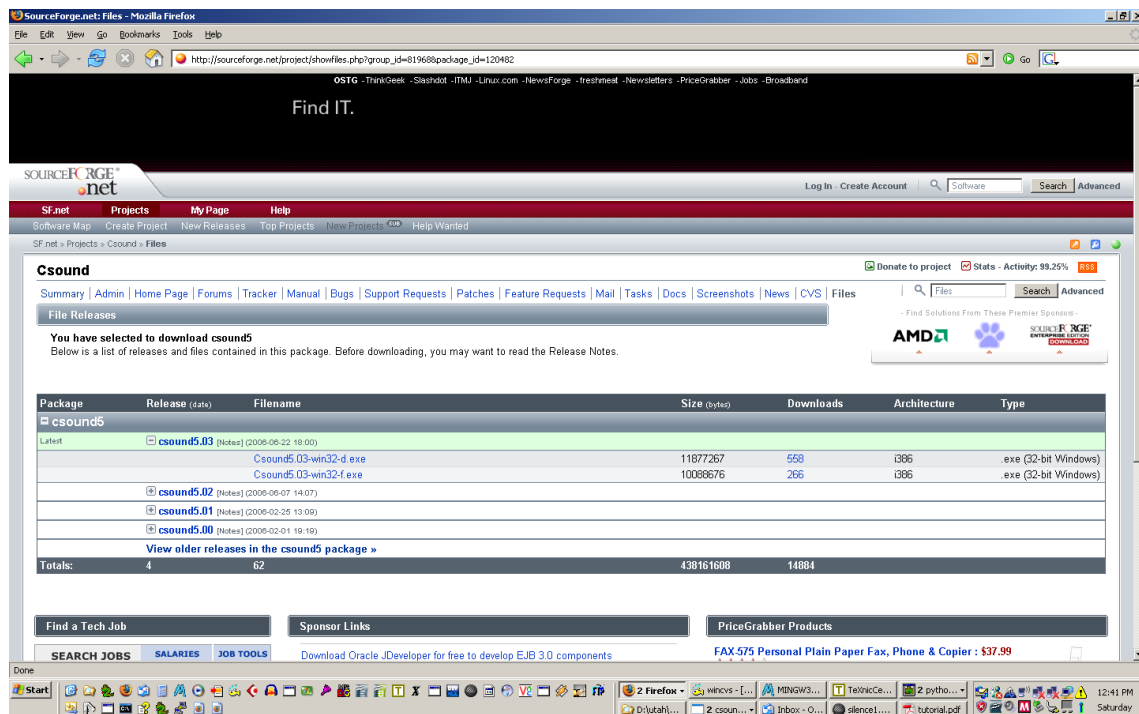 SourceForge.net: Files - Mozilla Firefox
File Edit View Go Bookmarks Tools Help
http://sourceforge.net/project/showfiles.php?group_id=81968&package_id=120482
Go
OSTG -ThinkGeek -Slashdot -ITMJ -Linux.com -NewsForge -freshmeat -Newsletters -PriceGrabber -Jobs -Broadband
Find IT.
SOURCEFORGE .net
Log In - Create Account Software Search Advanced
SF.net Projects My Page Help
Software Map Create Project New Releases Top Projects New Projects SUB Help Wanted
SF.net » Projects » Csound » Files
Csound Donate to project Stats - Activity: 99.25% RSS
Summary | Admin | Home Page | Forums | Tracker | Manual | Bugs | Support Requests | Patches | Feature Requests | Mail | Tasks | Docs | Screenshots | News | CVS | Files Files Search Advanced
File Releases
- Find Solutions From These Premier Sponsors-
You have selected to download csound5
Below is a list of releases and files contained in this package. Before downloading, you may want to read the Release Notes.
AMD SOURCEFORGE ENTERPRISE EDITION DOWNLOAD
Package Release (date) Filename Size (bytes) Downloads Architecture Type
csound5
Latest csound5.03 [Notes] (2006-06-22 18:00)
Csound5.03-win32-d.exe 11877267 558 i386 .exe (32-bit Windows)
Csound5.03-win32-f.exe 10088676 266 i386 .exe (32-bit Windows)
csound5.02 [Notes] (2006-06-07 14:07)
csound5.01 [Notes] (2006-02-25 13:09)
csound5.00 [Notes] (2006-02-01 19:19)
View older releases in the csound5 package »
Totals: 4 62 438161608 14884
Find a Tech Job Sponsor Links PriceGrabber Products
SEARCH JOBS SALARIES JOB TOOLS Download Oracle JDeveloper for free to develop EJB 3.0 components FAX-575 Personal Plain Paper Fax, Phone & Copier : $37.99
Done
Start 2 Firefox wincvs - [... MINGW3... TeXnicCe... 2 pytho... 12:41 PM
D:\utah\... 2 csoun... Inbox - O... silence1.... tutorial.pdf Saturday